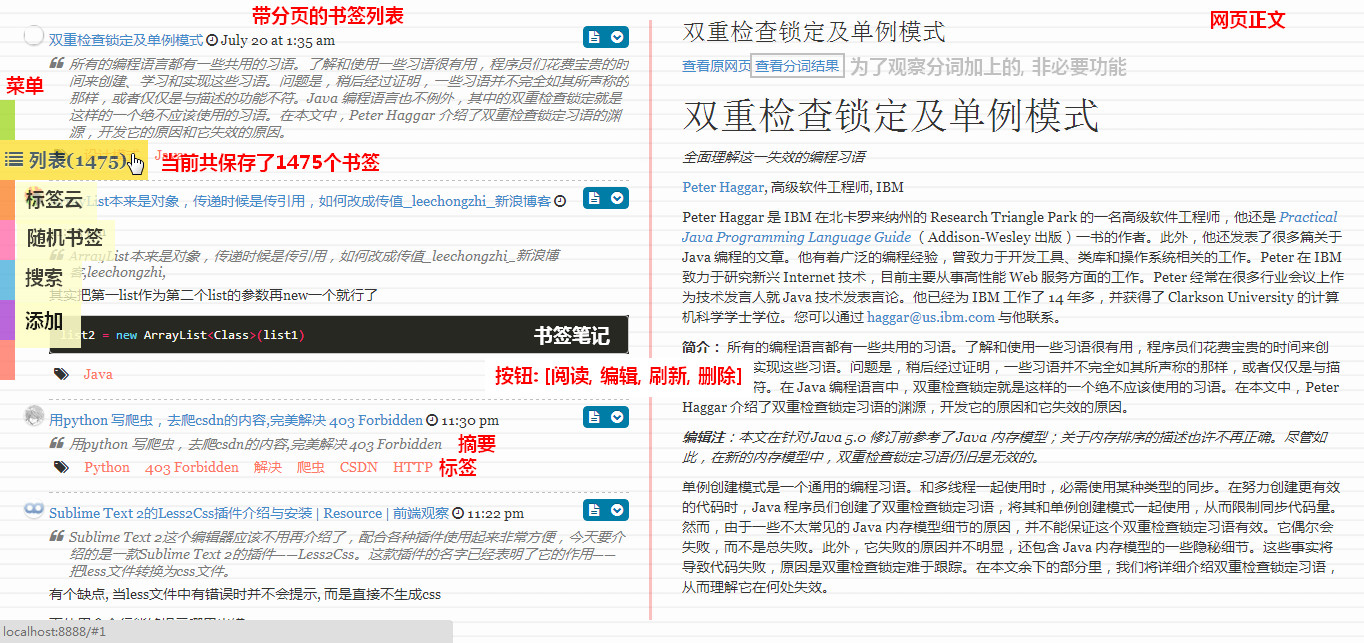 带分页的书签列表
双重检查锁定及单例模式 July 20 at 1:35 am
所有的编程语言都有一些共用的习语。了解和使用一些习语很有用，程序员们花费宝贵的时
间来创建、学习和实现这些习语。问题是，稍后经过证明，一些习语并不完全如其所声称的
那样，或者仅仅是与描述的功能不符。Java 编程语言也不例外，其中的双重检查锁定就是
这样的一个绝不应该使用的习语。在本文中，Peter Haggar 介绍了双重检查锁定习语的渊
源，开发它的原因和它失效的原因。
菜单
列表(1475)
当前共保存了1475个书签
标签云
List本来是对象，传递时候是传引用，如何改成传值_leechongzhi_新浪博客
随机书签
ArrayList本来是对象，传递时候是传引用，如何改成传值_leechongzhi_新浪博
客,leechongzhi,
搜索
其实把第一list作为第二个list的参数再new一个就行了
添加
list2 = new ArrayList<Class>(list1)
书签笔记
Java
按钮: [阅读, 编辑, 刷新, 删除]
用python 写爬虫，去爬csdn的内容,完美解决 403 Forbidden 11:30 pm
用python 写爬虫，去爬csdn的内容,完美解决 403 Forbidden
摘要
Python 403 Forbidden 解决 爬虫 CSDN HTTP
标签
Sublime Text 2的Less2Css插件介绍与安装 | Resource | 前端观察 11:22 pm
Sublime Text 2这个编辑器应该不用再介绍了，配合各种插件使用起来非常方便，今天要介
绍的是一款Sublime Text 2的插件——Less2Css。这款插件的名字已经表明了它的作用——
把less文件转换为css文件。
有个缺点, 当less文件中有错误时并不会提示, 而是直接不生成css
localhost:8888/#1
网页正文
双重检查锁定及单例模式
查看原网页 查看分词结果
为了观察分词加上的, 非必要功能
双重检查锁定及单例模式
全面理解这一失效的编程习语
Peter Haggar, 高级软件工程师, IBM
Peter Haggar 是 IBM 在北卡罗来纳州的 Research Triangle Park 的一名高级软件工程师，他还是 Practical
Java Programming Language Guide（ Addison-Wesley 出版 ）一书的作者。此外，他还发表了很多篇关于
Java 编程的文章。他有着广泛的编程经验，曾致力于开发工具、类库和操作系统相关的工作。Peter 在 IBM
致力于研究新兴 Internet 技术，目前主要从事高性能 Web 服务方面的工作。Peter 经常在很多行业会议上作
为技术发言人就 Java 技术发表言论。他已经为 IBM 工作了 14 年多，并获得了 Clarkson University 的计算
机科学学士学位。您可以通过 haggar@us.ibm.com 与他联系。
简介： 所有的编程语言都有一些共用的习语。了解和使用一些习语很有用，程序员们花费宝贵的时间来创
实现这些习语。问题是，稍后经过证明，一些习语并不完全如其所声称的那样，或者仅仅是与描
符。在 Java 编程语言中，双重检查锁定就是这样的一个绝不应该使用的习语。在本文中，Peter
Haggar 介绍了双重检查锁定习语的渊源，开发它的原因和它失效的原因。
编辑注：本文在针对 Java 5.0 修订前参考了 Java 内存模型；关于内存排序的描述也许不再正确。尽管如
此，在新的内存模型中，双重检查锁定习语仍旧是无效的。
单例创建模式是一个通用的编程习语。和多线程一起使用时，必需使用某种类型的同步。在努力创建更有效
的代码时，Java 程序员们创建了双重检查锁定习语，将其和单例创建模式一起使用，从而限制同步代码量。
然而，由于一些不太常见的 Java 内存模型细节的原因，并不能保证这个双重检查锁定习语有效。它偶尔会
失败，而不是总失败。此外，它失败的原因并不明显，还包含 Java 内存模型的一些隐秘细节。这些事实将
导致代码失败，原因是双重检查锁定难于跟踪。在本文余下的部分里，我们将详细介绍双重检查锁定习语，
从而理解它在何处失效。